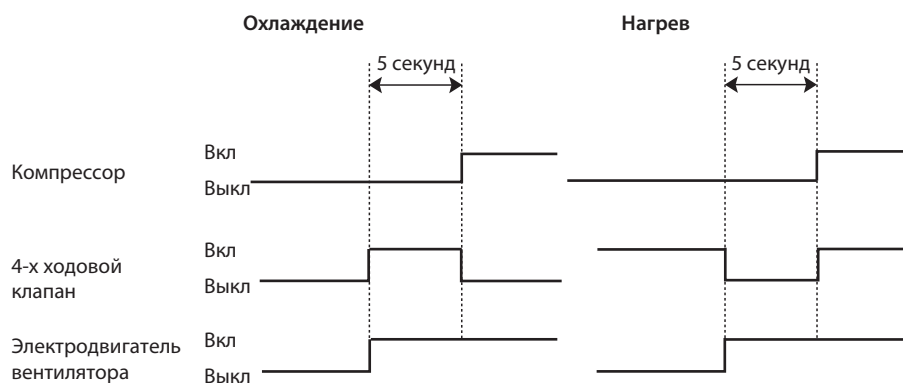 Охлаждение
Нагрев
5 секунд
5 секунд
Компрессор
Вкл
Выкл
4-х ходовой
клапан
Вкл
Выкл
Электродвигатель
вентилятора
Вкл
Выкл